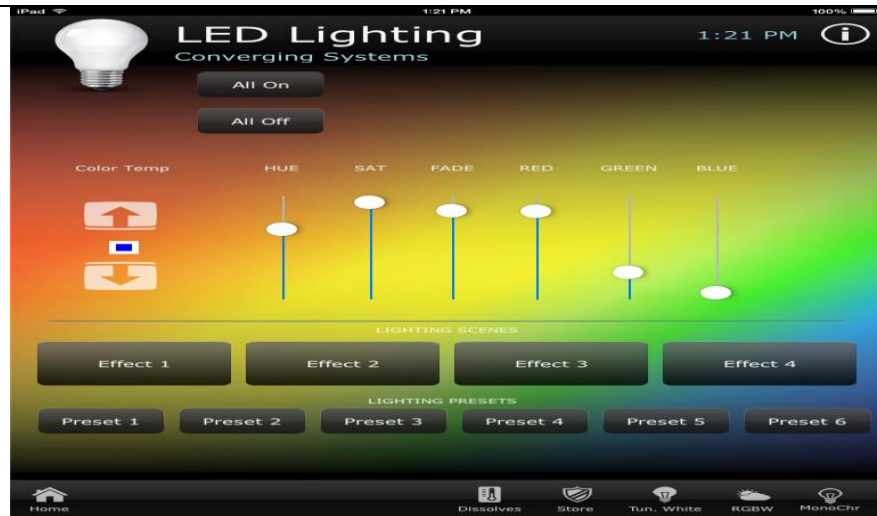 iPad 1:21 PM 100%
LED Lighting 1:21 PM i
Converging Systems
All On
All Off
Color Temp HUE SAT FADE RED GREEN BLUE
LIGHTING SCENES
Effect 1 Effect 2 Effect 3 Effect 4
LIGHTING PRESETS
Preset 1 Preset 2 Preset 3 Preset 4 Preset 5 Preset 6
Home Dissolves Store Tun. White RGBW MonoChr